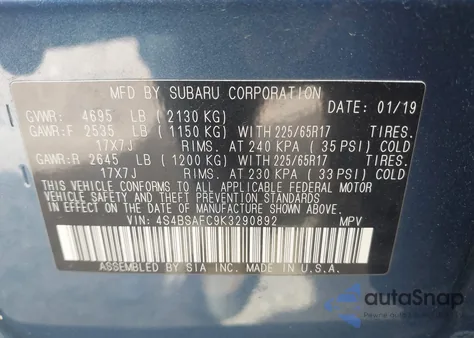 MFD BY SUBARU CORPORATION
GVWR: 4695 LB (2130 KG) DATE: 01/19
GAWR:F 2535 LB (1150 KG) WITH 225/65R17 TIRES.
17X7J RIMS. AT 240 KPA (35 PSI) COLD
GAWR:R 2645 LB (1200 KG) WITH 225/65R17 TIRES.
17X7J RIMS. AT 230 KPA (33 PSI) COLD
THIS VEHICLE CONFORMS TO ALL APPLICABLE FEDERAL MOTOR
VEHICLE SAFETY AND THEFT PREVENTION STANDARDS IN EFFECT
ON THE DATE OF MANUFACTURE SHOWN ABOVE.
VIN: 4S4BSAFC9K3290892 MPV
ASSEMBLED BY SIA INC. MADE IN U.S.A.
autoSnap
powered by Stat.vin